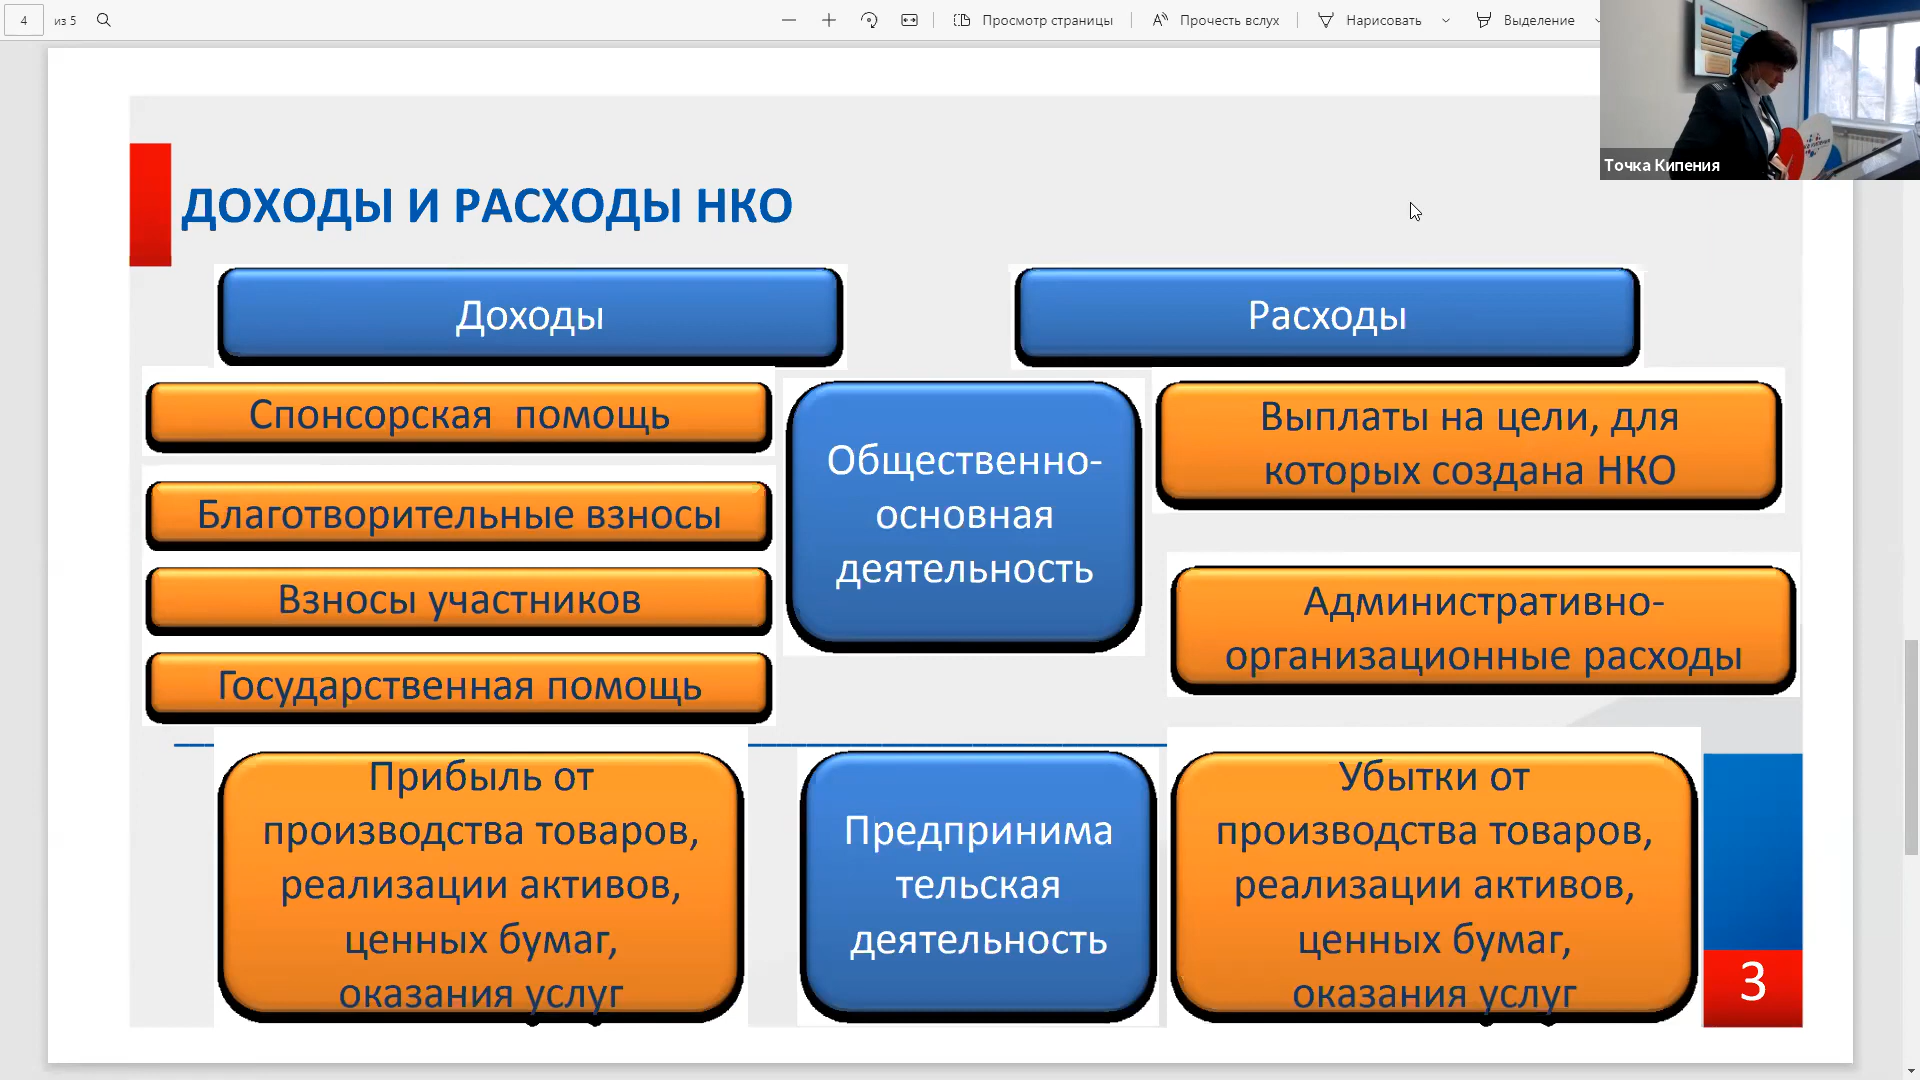 4 из 5
Просмотр страницы
Прочесть вслух
Нарисовать
Выделение
Точка Кипения
ДОХОДЫ И РАСХОДЫ НКО
Доходы
Расходы
Спонсорская помощь
Благотворительные взносы
Взносы участников
Государственная помощь
Общественно-
основная
деятельность
Выплаты на цели, для
которых создана НКО
Административно-
организационные расходы
Прибыль от
производства товаров,
реализации активов,
ценных бумаг,
оказания услуг
Предпринима
тельская
деятельность
Убытки от
производства товаров,
реализации активов,
ценных бумаг,
оказания услуг
3